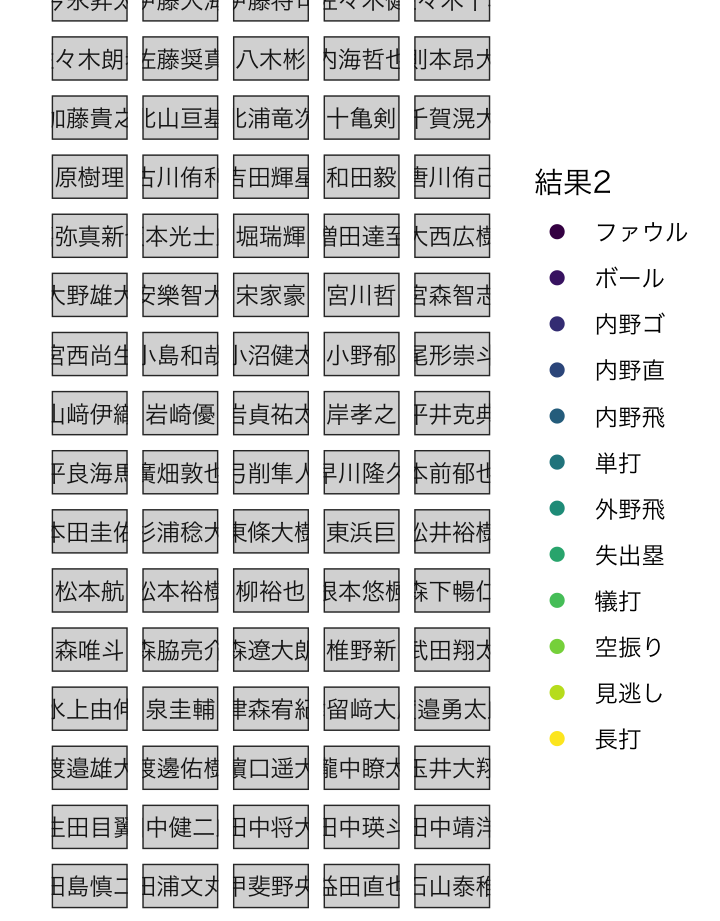 々木朗 佐藤奨真 八木彬 内海哲也 則本昂大
加藤貴之 北山亘基 北浦竜次 十亀剣 千賀滉大
原樹理 古川侑利 吉田輝星 和田毅 唐川侑己
弥真新 本光士 堀瑞輝 増田達至 大西広樹
大野雄大 安樂智大 宋家豪 宮川哲 宮森智志
宮西尚生 小島和哉 小沼健太 小野郁 尾形崇斗
山﨑伊織 岩崎優 岩貞祐太 岸孝之 平井克典
平良海馬 廣畑敦也 弓削隼人 早川隆久 本前郁也
本田圭佑 杉浦稔大 東條大樹 東浜巨 松井裕樹
松本航 松本裕樹 柳裕也 根本悠楓 森下暢仁
森唯斗 森脇亮介 森遼大朗 椎野新 武田翔太
水上由伸 泉圭輔 津森宥紀 留﨑大 邉勇太
渡邉雄大 渡邊佑樹 濵口遥大 瀧中瞭太 玉井大翔
生田目翼 中健二 田中将大 田中瑛斗 田中靖洋
田島慎二 田浦文丸 甲斐野央 益田直也 石山泰稚
結果2
ファウル
ボール
内野ゴ
内野直
内野飛
単打
外野飛
失出塁
犠打
空振り
見逃し
長打